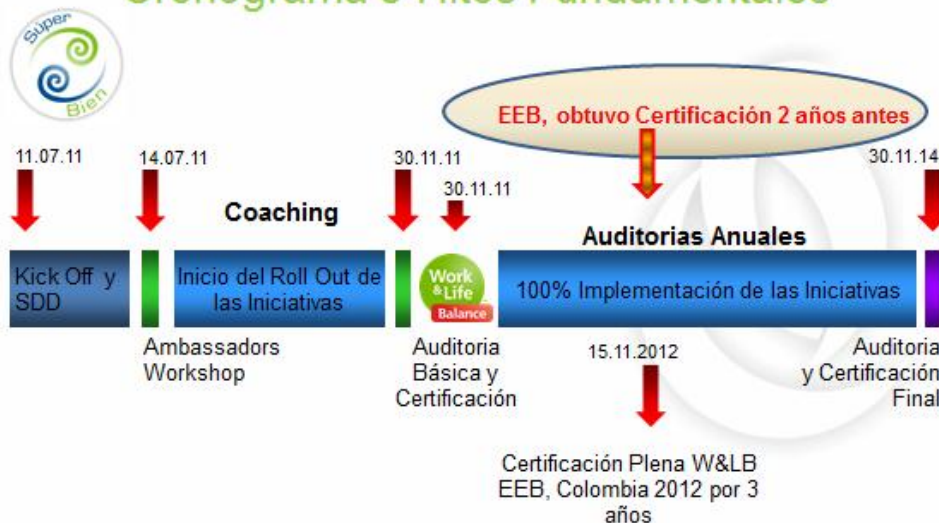 Cronograma e Hitos Fundamentales
Súper
Bien
EEB, obtuvo Certificación 2 años antes
11.07.11
14.07.11
30.11.11
30.11.11
30.11.14
Coaching
Auditorias Anuales
Kick Off y
SDD
Inicio del Roll Out de
las Iniciativas
Work
&Life
Balance
100% Implementación de las Iniciativas
Ambassadors
Workshop
Auditoria
Básica y
Certificación
15.11.2012
Auditoria
y Certificación
Final
Certificación Plena W&LB
EEB, Colombia 2012 por 3
años